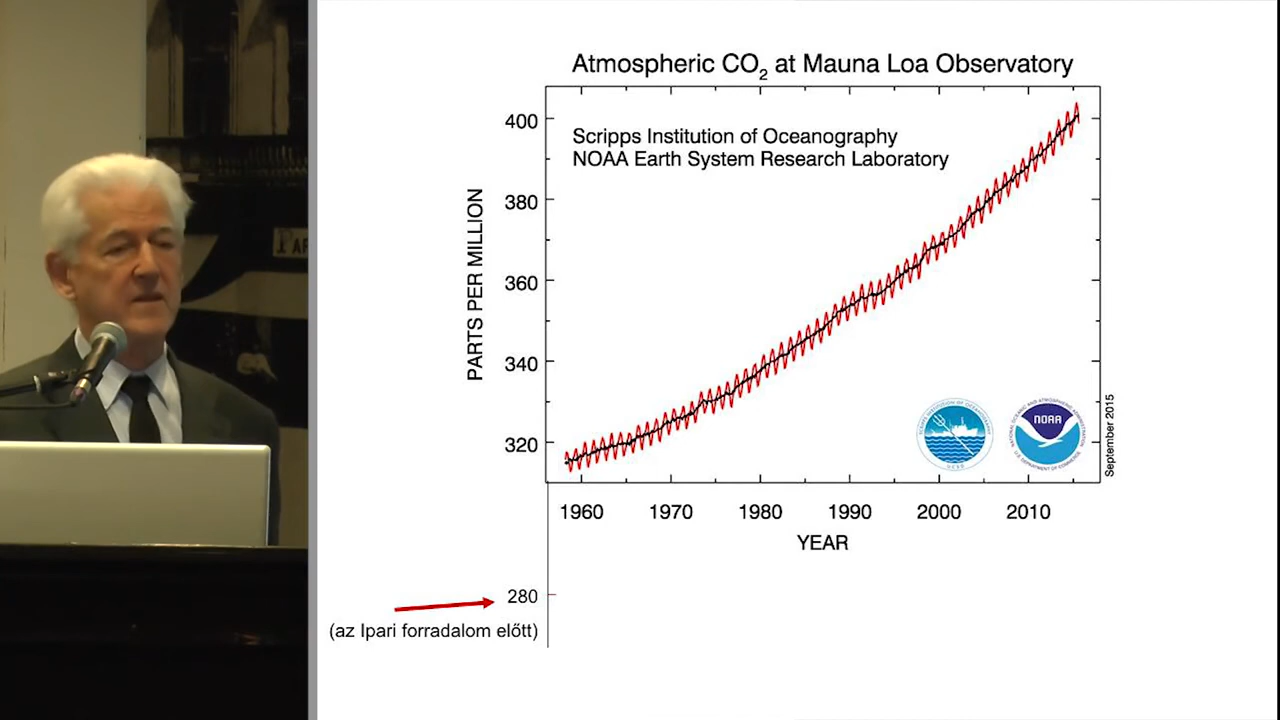 AP
Atmospheric CO₂ at Mauna Loa Observatory
Scripps Institution of Oceanography
NOAA Earth System Research Laboratory
PARTS PER MILLION
400
380
360
340
320
NOAA
September 2015
1960 1970 1980 1990 2000 2010
YEAR
280
(az Ipari forradalom előtt)